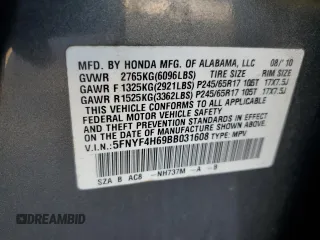 MFD. BY HONDA MFG. OF ALABAMA, LLC 08/'10
GVWR 2765KG(6096LBS) TIRE SIZE RIM SIZE
GAWR F 1325KG(2921LBS) P245/65R17 105T 17X7.5J
GAWR R1525KG(3362LBS) P245/65R17 105T 17X7.5J
THIS VEHICLE CONFORMS TO ALL APPLICABLE
FEDERAL MOTOR VEHICLE SAFETY AND THEFT
PREVENTION STANDARDS IN EFFECT ON THE DATE
OF MANUFACTURE SHOWN ABOVE.
V.I.N.: 5FNYF4H69BB031608 TYPE: MPV
SZA B AC8 -NH737M -A -B
STAT.VIN